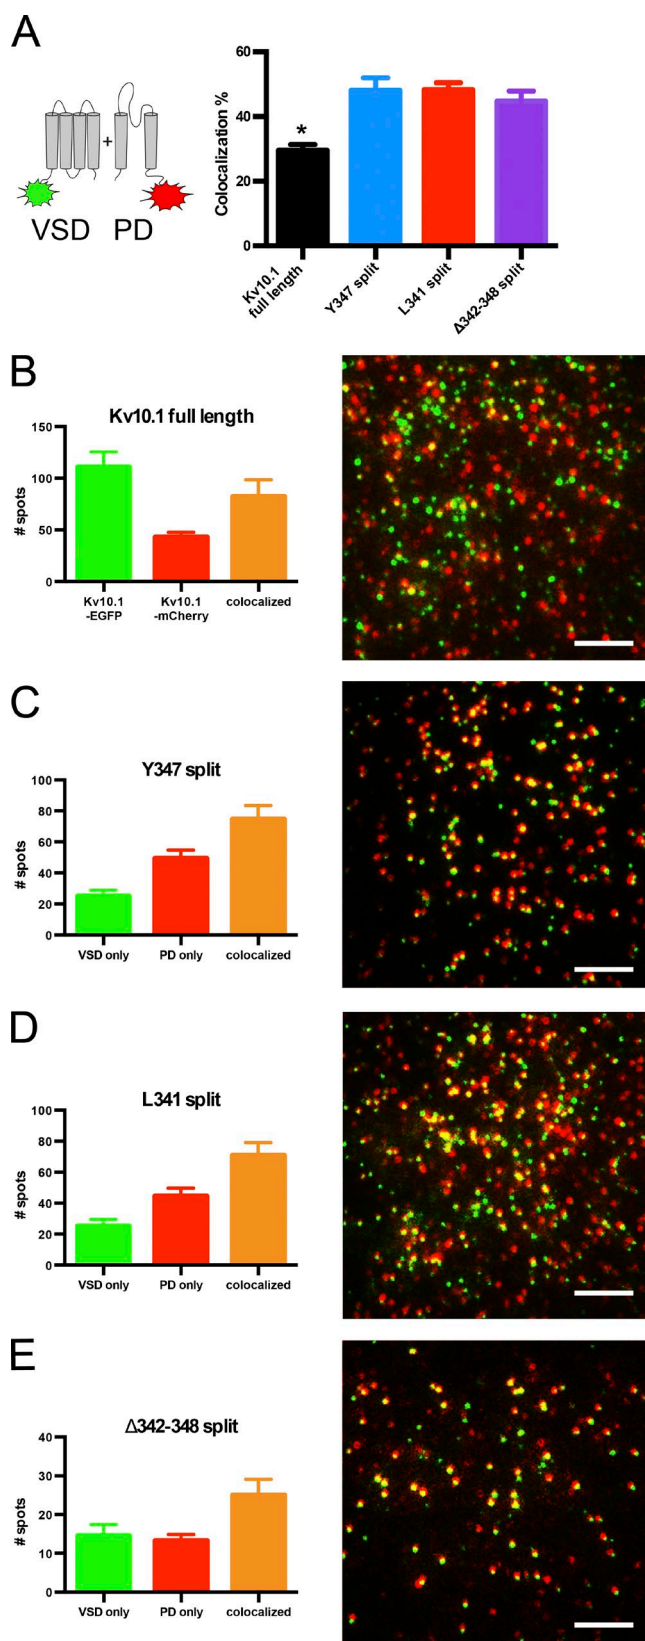 A
60
40
20
0
Colocalization %
*
+
VSD PD
Kv10.1
full length
Y347 split
L341 split
Δ342-348 split
B
Kv10.1 full length
150
100
50
0
# spots
Kv10.1
-EGFP
Kv10.1
-mCherry
colocalized
C
Y347 split
100
80
60
40
20
0
# spots
VSD only
PD only
colocalized
D
L341 split
100
80
60
40
20
0
# spots
VSD only
PD only
colocalized
E
Δ342-348 split
40
30
20
10
0
# spots
VSD only
PD only
colocalized